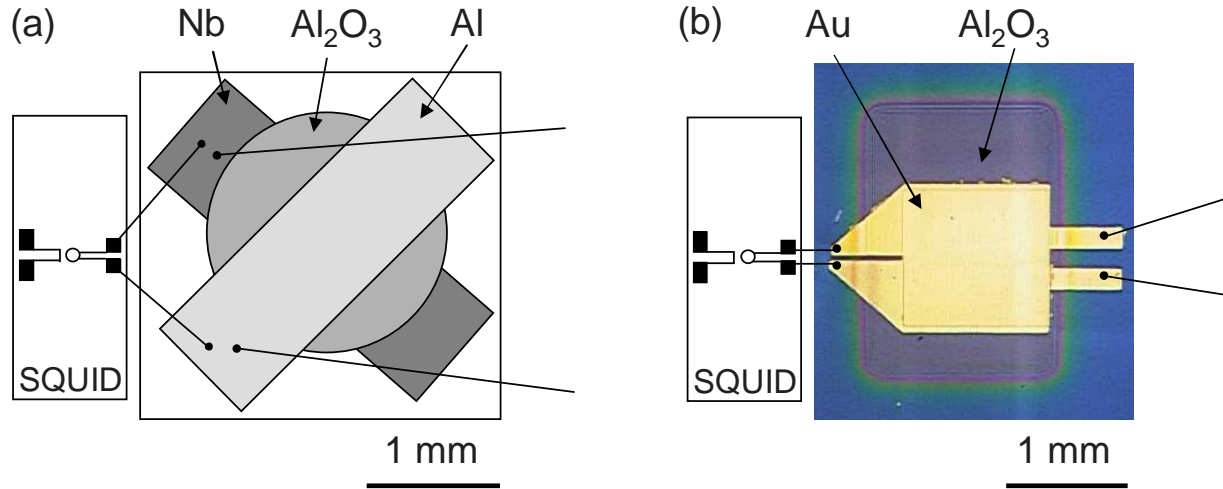 (a)
Nb
Al₂O₃
Al
SQUID
1 mm
(b)
Au
Al₂O₃
SQUID
1 mm